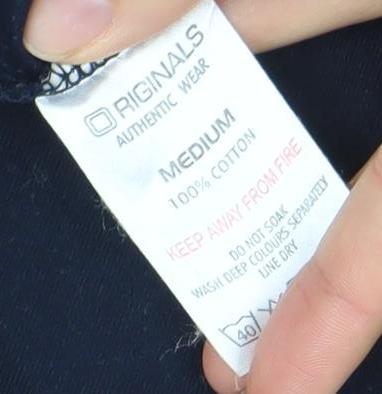 ORIGINALS
AUTHENTIC WEAR
MEDIUM
100% COTTON
KEEP AWAY FROM FIRE
DO NOT SOAK
WASH DEEP COLOURS SEPARATELY
LINE DRY
40